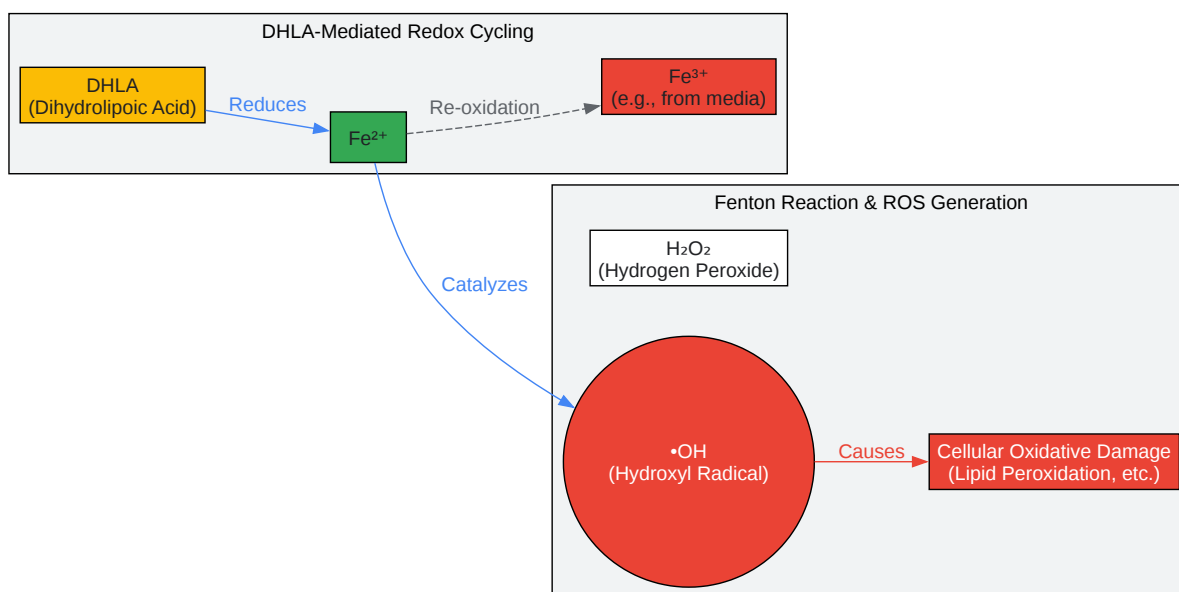 DHLA-Mediated Redox Cycling
DHLA
(Dihydrolipoic Acid)
Reduces
Fe²⁺
Re-oxidation
Fe³⁺
(e.g., from media)
Fenton Reaction & ROS Generation
H₂O₂
(Hydrogen Peroxide)
Catalyzes
•OH
(Hydroxyl Radical)
Causes
Cellular Oxidative Damage
(Lipid Peroxidation, etc.)